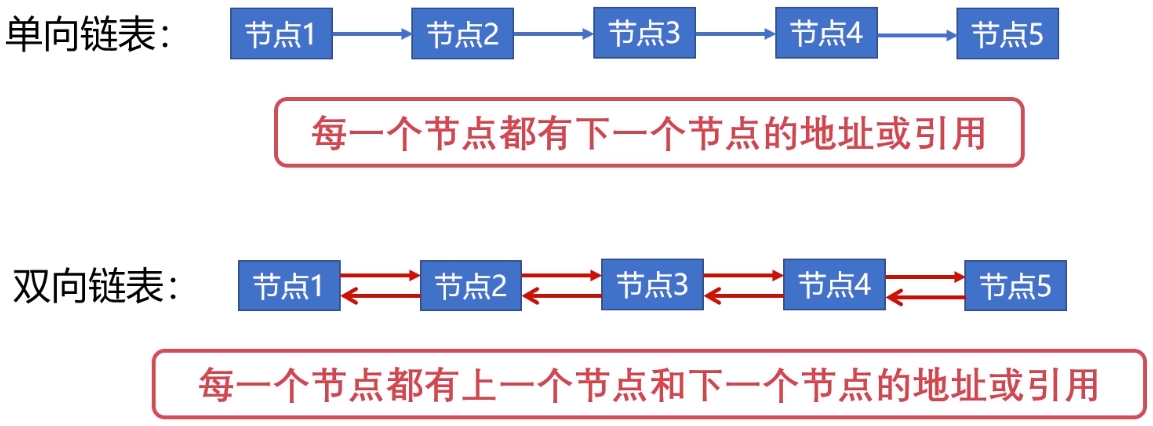 单向链表： 节点1 节点2 节点3 节点4 节点5
每一个节点都有下一个节点的地址或引用
双向链表： 节点1 节点2 节点3 节点4 节点5
每一个节点都有上一个节点和下一个节点的地址或引用